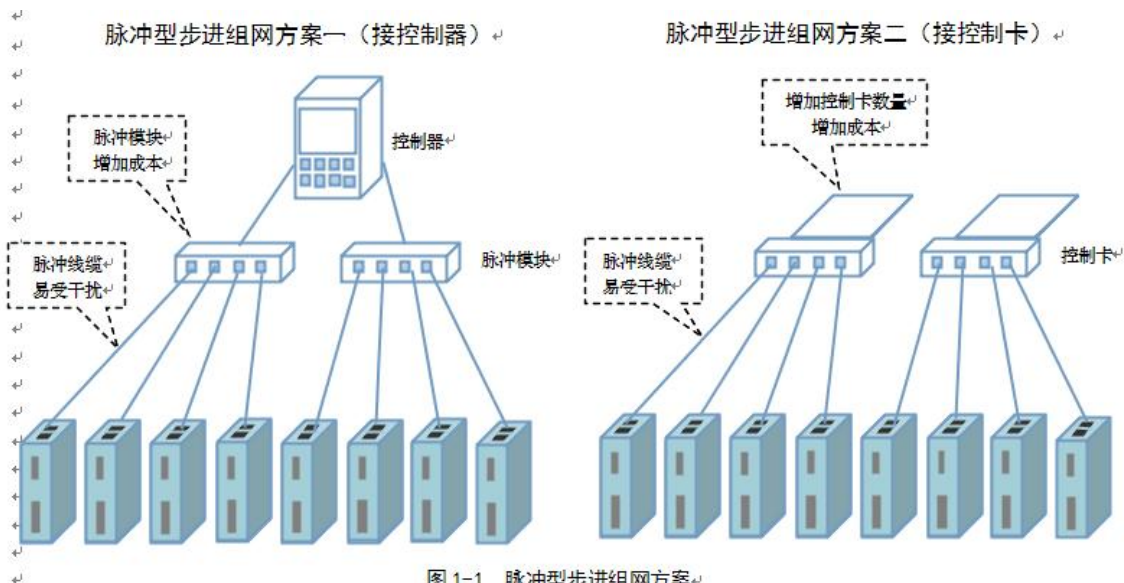 脉冲型步进组网方案一（接控制器）
脉冲型步进组网方案二（接控制卡）
脉冲模块
增加成本
控制器
脉冲线缆
易受干扰
脉冲模块
增加控制卡数量
增加成本
脉冲线缆
易受干扰
控制卡
图 1-1 脉冲型步进组网方案